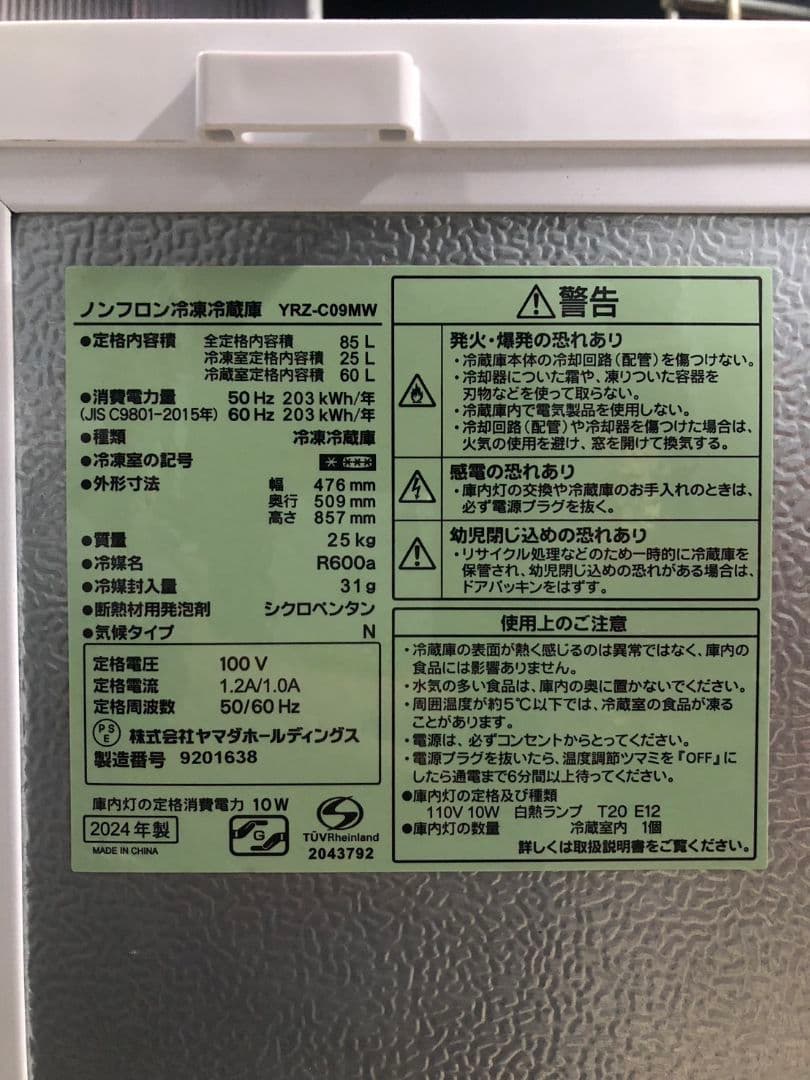 ノンフロン冷凍冷蔵庫 YRZ-C09MW
●定格内容積 全定格内容積 85 L
冷凍室定格内容積 25 L
冷蔵室定格内容積 60 L
●消費電力量 50 Hz 203 kWh/年
(JIS C9801-2015年) 60 Hz 203 kWh/年
●種類 冷凍冷蔵庫
●冷凍室の記号
●外形寸法 幅 476 mm
奥行 509 mm
高さ 857 mm
●質量 25 kg
●冷媒名 R600a
●冷媒封入量 31 g
●断熱材用発泡剤 シクロペンタン
●気候タイプ N
定格電圧 100 V
定格電流 1.2A/1.0A
定格周波数 50/60 Hz
PSE 株式会社ヤマダホールディングス
製造番号 9201638
庫内灯の定格消費電力 10 W
2024 年製
MADE IN CHINA
G
TÜVRheinland
2043792
警告
発火・爆発の恐れあり
・冷蔵庫本体の冷却回路(配管)を傷つけない。
・冷却器についた霜や、凍りついた容器を
刃物などを使って取らない。
・冷蔵庫内で電気製品を使用しない。
・冷却回路(配管)や冷却器を傷つけた場合は、
火気の使用を避け、窓を開けて換気する。
感電の恐れあり
・庫内灯の交換や冷蔵庫のお手入れのときは、
必ず電源プラグを抜く。
幼児閉じ込めの恐れあり
・リサイクル処理などのため一時的に冷蔵庫を
保管され、幼児閉じ込めの恐れがある場合は、
ドアパッキンをはずす。
使用上のご注意
・冷蔵庫の表面が熱く感じるのは異常ではなく、庫内の
食品には影響ありません。
・水気の多い食品は、庫内の奥に置かないでください。
・周囲温度が約5℃以下では、冷蔵室の食品が凍る
ことがあります。
・電源は、必ずコンセントからとってください。
・電源プラグを抜いたら、温度調節ツマミを『OFF』に
したら通電まで6分間以上待ってください。
●庫内灯の定格及び種類
110V 10W 白熱ランプ T20 E12
●庫内灯の数量 冷蔵室内 1個
詳しくは取扱説明書をご覧ください。